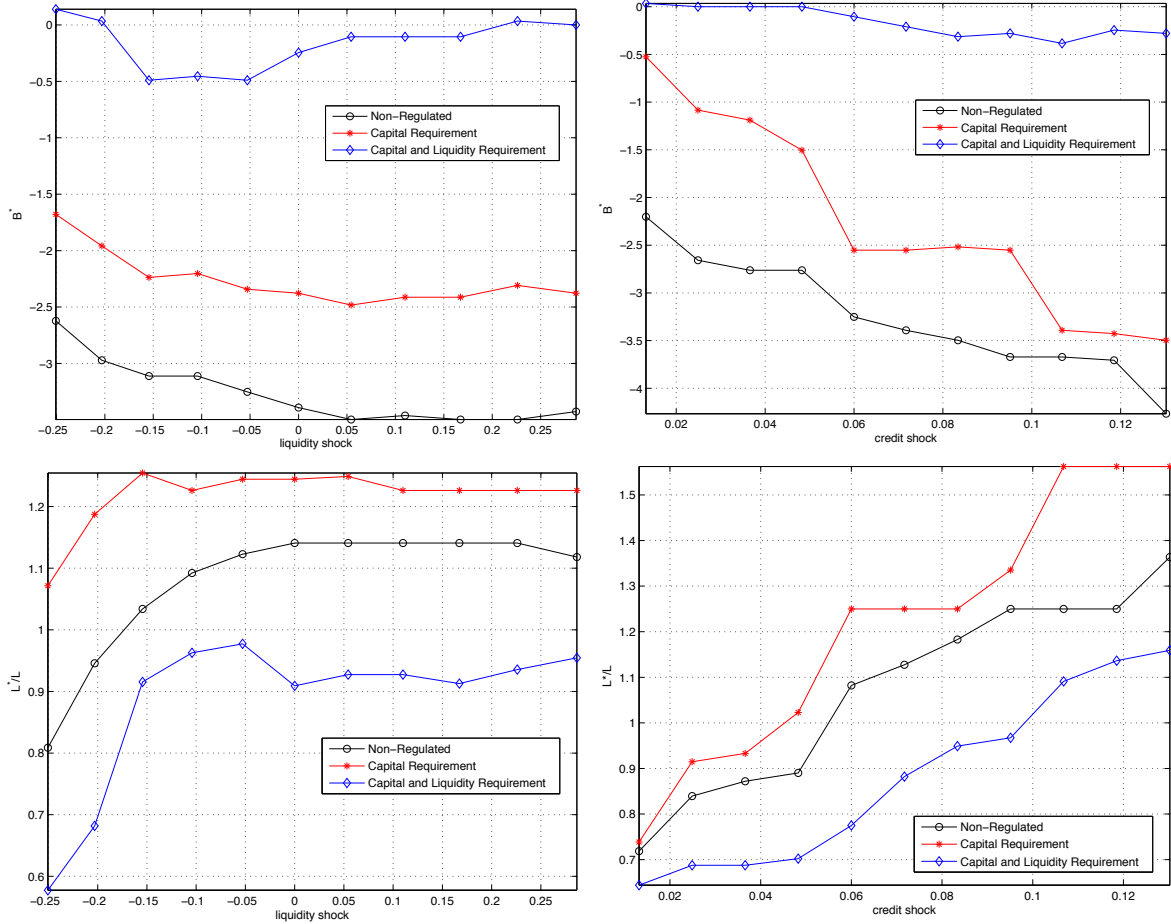 0
−0.5
−1
−1.5
−2
−2.5
−3
B*
−0.25 −0.2 −0.15 −0.1 −0.05 0 0.05 0.1 0.15 0.2 0.25
liquidity shock
Non−Regulated
Capital Requirement
Capital and Liquidity Requirement
0
−0.5
−1
−1.5
−2
−2.5
−3
−3.5
−4
B*
0.02 0.04 0.06 0.08 0.1 0.12
credit shock
Non−Regulated
Capital Requirement
Capital and Liquidity Requirement
1.2
1.1
1
0.9
0.8
0.7
0.6
L*/L
−0.25 −0.2 −0.15 −0.1 −0.05 0 0.05 0.1 0.15 0.2 0.25
liquidity shock
Non−Regulated
Capital Requirement
Capital and Liquidity Requirement
1.5
1.4
1.3
1.2
1.1
1
0.9
0.8
0.7
L*/L
0.02 0.04 0.06 0.08 0.1 0.12
credit shock
Non−Regulated
Capital Requirement
Capital and Liquidity Requirement